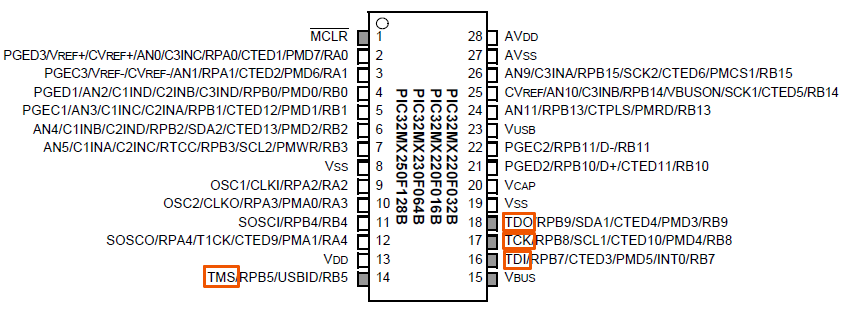 MCLR 1 28 AVDD
PGED3/VREF+/CVREF+/AN0/C3INC/RPA0/CTED1/PMD7/RA0 2 27 AVSS
PGEC3/VREF-/CVREF-/AN1/RPA1/CTED2/PMD6/RA1 3 26 AN9/C3INA/RPB15/SCK2/CTED6/PMCS1/RB15
PGED1/AN2/C1IND/C2INB/C3IND/RPB0/PMD0/RB0 4 25 CVREF/AN10/C3INB/RPB14/VBUSON/SCK1/CTED5/RB14
PGEC1/AN3/C1INC/C2INA/RPB1/CTED12/PMD1/RB1 5 24 AN11/RPB13/CTPLS/PMRD/RB13
AN4/C1INB/C2IND/RPB2/SDA2/CTED13/PMD2/RB2 6 23 VUSB
AN5/C1INA/C2INC/RTCC/RPB3/SCL2/PMWR/RB3 7 22 PGEC2/RPB11/D-/RB11
VSS 8 21 PGED2/RPB10/D+/CTED11/RB10
OSC1/CLKI/RPA2/RA2 9 20 VCAP
OSC2/CLKO/RPA3/PMA0/RA3 10 19 VSS
SOSCI/RPB4/RB4 11 18 TDO/RPB9/SDA1/CTED4/PMD3/RB9
SOSCO/RPA4/T1CK/CTED9/PMA1/RA4 12 17 TCK/RPB8/SCL1/CTED10/PMD4/RB8
VDD 13 16 TDI/RPB7/CTED3/PMD5/INT0/RB7
TMS/RPB5/USBID/RB5 14 15 VBUS
PIC32MX220F032B
PIC32MX220F016B
PIC32MX230F064B
PIC32MX250F128B